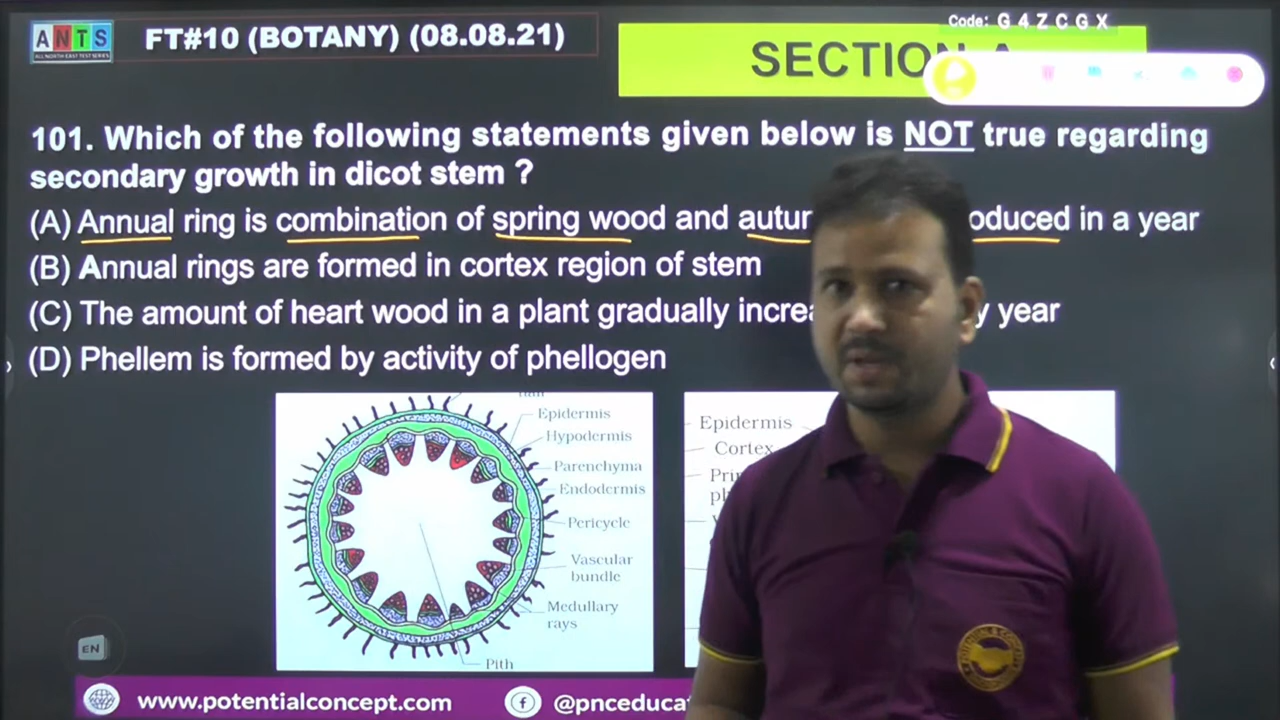 Code: G 4 Z C G X
ANTS
ALL NORTH EAST TEST SERIES
FT#10 (BOTANY) (08.08.21)
SECTION
101. Which of the following statements given below is NOT true regarding
secondary growth in dicot stem ?
(A) Annual ring is combination of spring wood and autu oduced in a year
(B) Annual rings are formed in cortex region of stem
(C) The amount of heart wood in a plant gradually increa y year
(D) Phellem is formed by activity of phellogen
Epidermis
Hypodermis
Parenchyma
Endodermis
Pericycle
Vascular
bundle
Medullary
rays
Pith
Epidermis
Cortex
EN
www.potentialconcept.com
f
@pnceduca